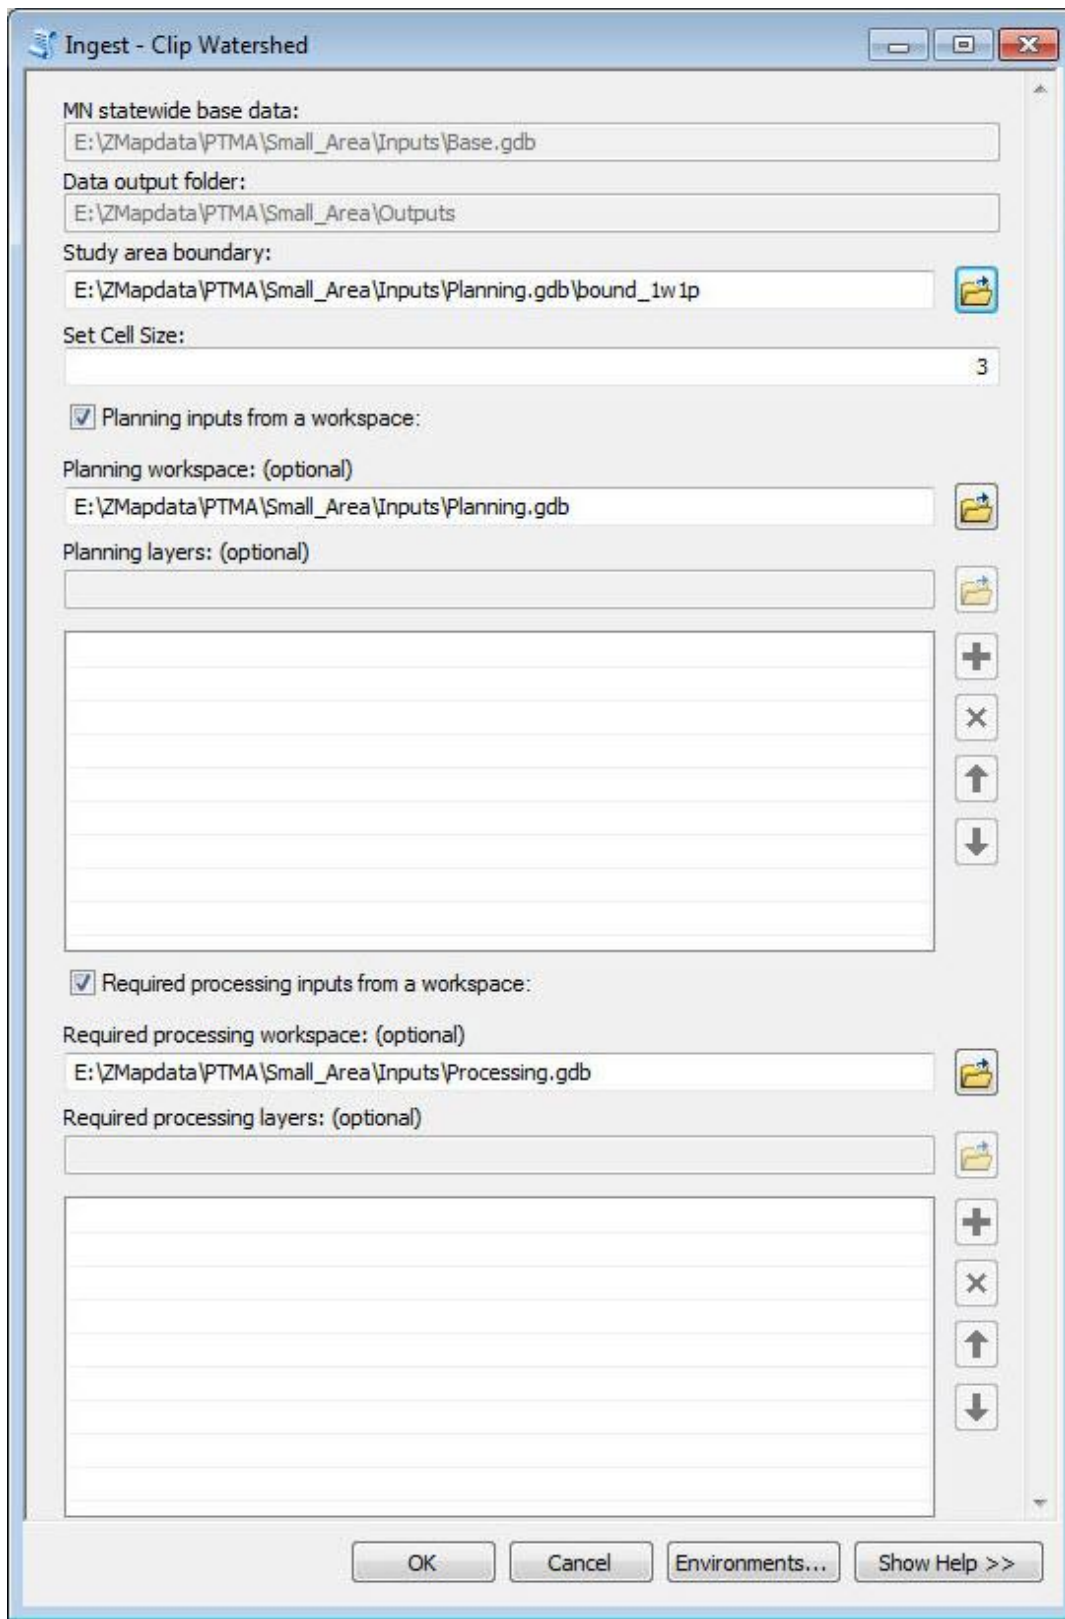 Ingest - Clip Watershed
MN statewide base data:
E:\ZMapdata\PTMA\Small_Area\Inputs\Base.gdb
Data output folder:
E:\ZMapdata\PTMA\Small_Area\Outputs
Study area boundary:
E:\ZMapdata\PTMA\Small_Area\Inputs\Planning.gdb\bound_1w1p
Set Cell Size:
3
Planning inputs from a workspace:
Planning workspace: (optional)
E:\ZMapdata\PTMA\Small_Area\Inputs\Planning.gdb
Planning layers: (optional)
Required processing inputs from a workspace:
Required processing workspace: (optional)
E:\ZMapdata\PTMA\Small_Area\Inputs\Processing.gdb
Required processing layers: (optional)
OK Cancel Environments... Show Help >>